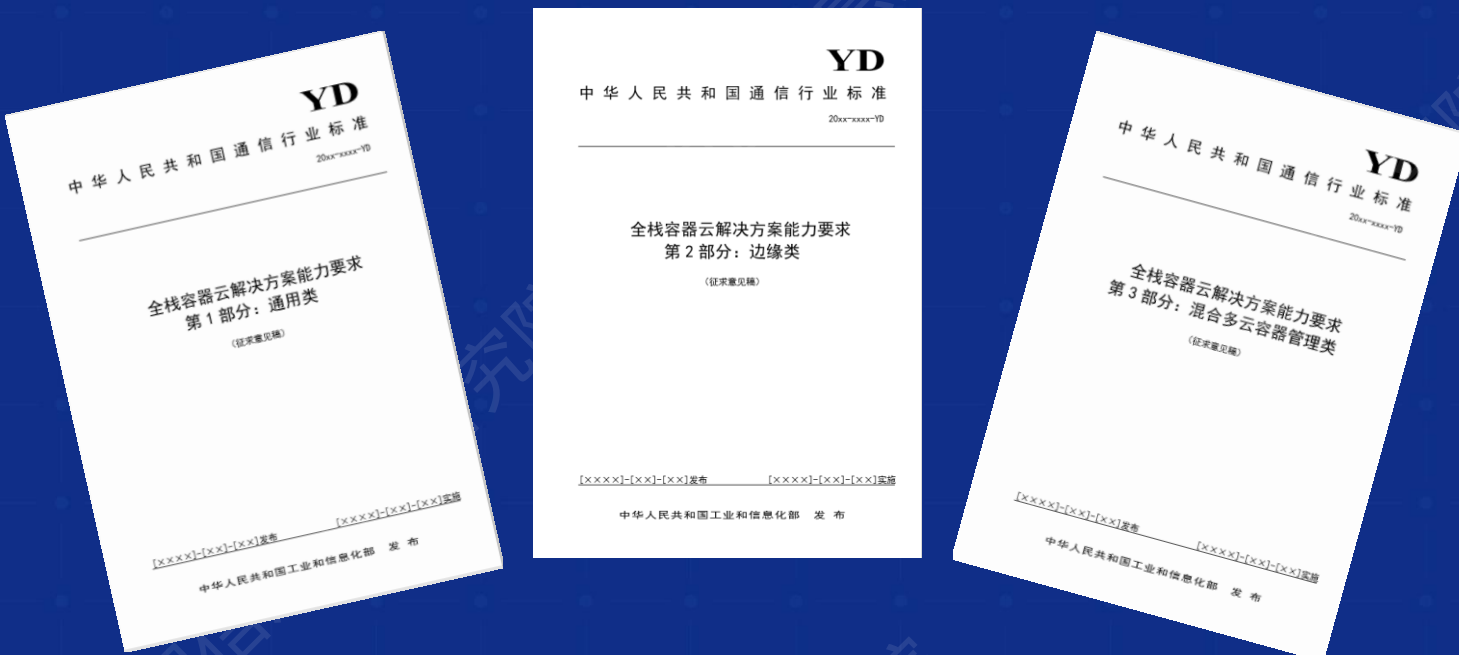 YD
中华人民共和国通信行业标准
20xx-xxxx-YD
全栈容器云解决方案能力要求
第1部分：通用类
（征求意见稿）
[××××]-[××]-[××]发布
[××××]-[××]-[××]实施
中华人民共和国工业和信息化部 发布
YD
中华人民共和国通信行业标准
20xx-xxxx-YD
全栈容器云解决方案能力要求
第2部分：边缘类
（征求意见稿）
[××××]-[××]-[××]发布
[××××]-[××]-[××]实施
中华人民共和国工业和信息化部 发布
YD
中华人民共和国通信行业标准
20xx-xxxx-YD
全栈容器云解决方案能力要求
第3部分：混合多云容器管理类
（征求意见稿）
[××××]-[××]-[××]发布
[××××]-[××]-[××]实施
中华人民共和国工业和信息化部 发布
究院